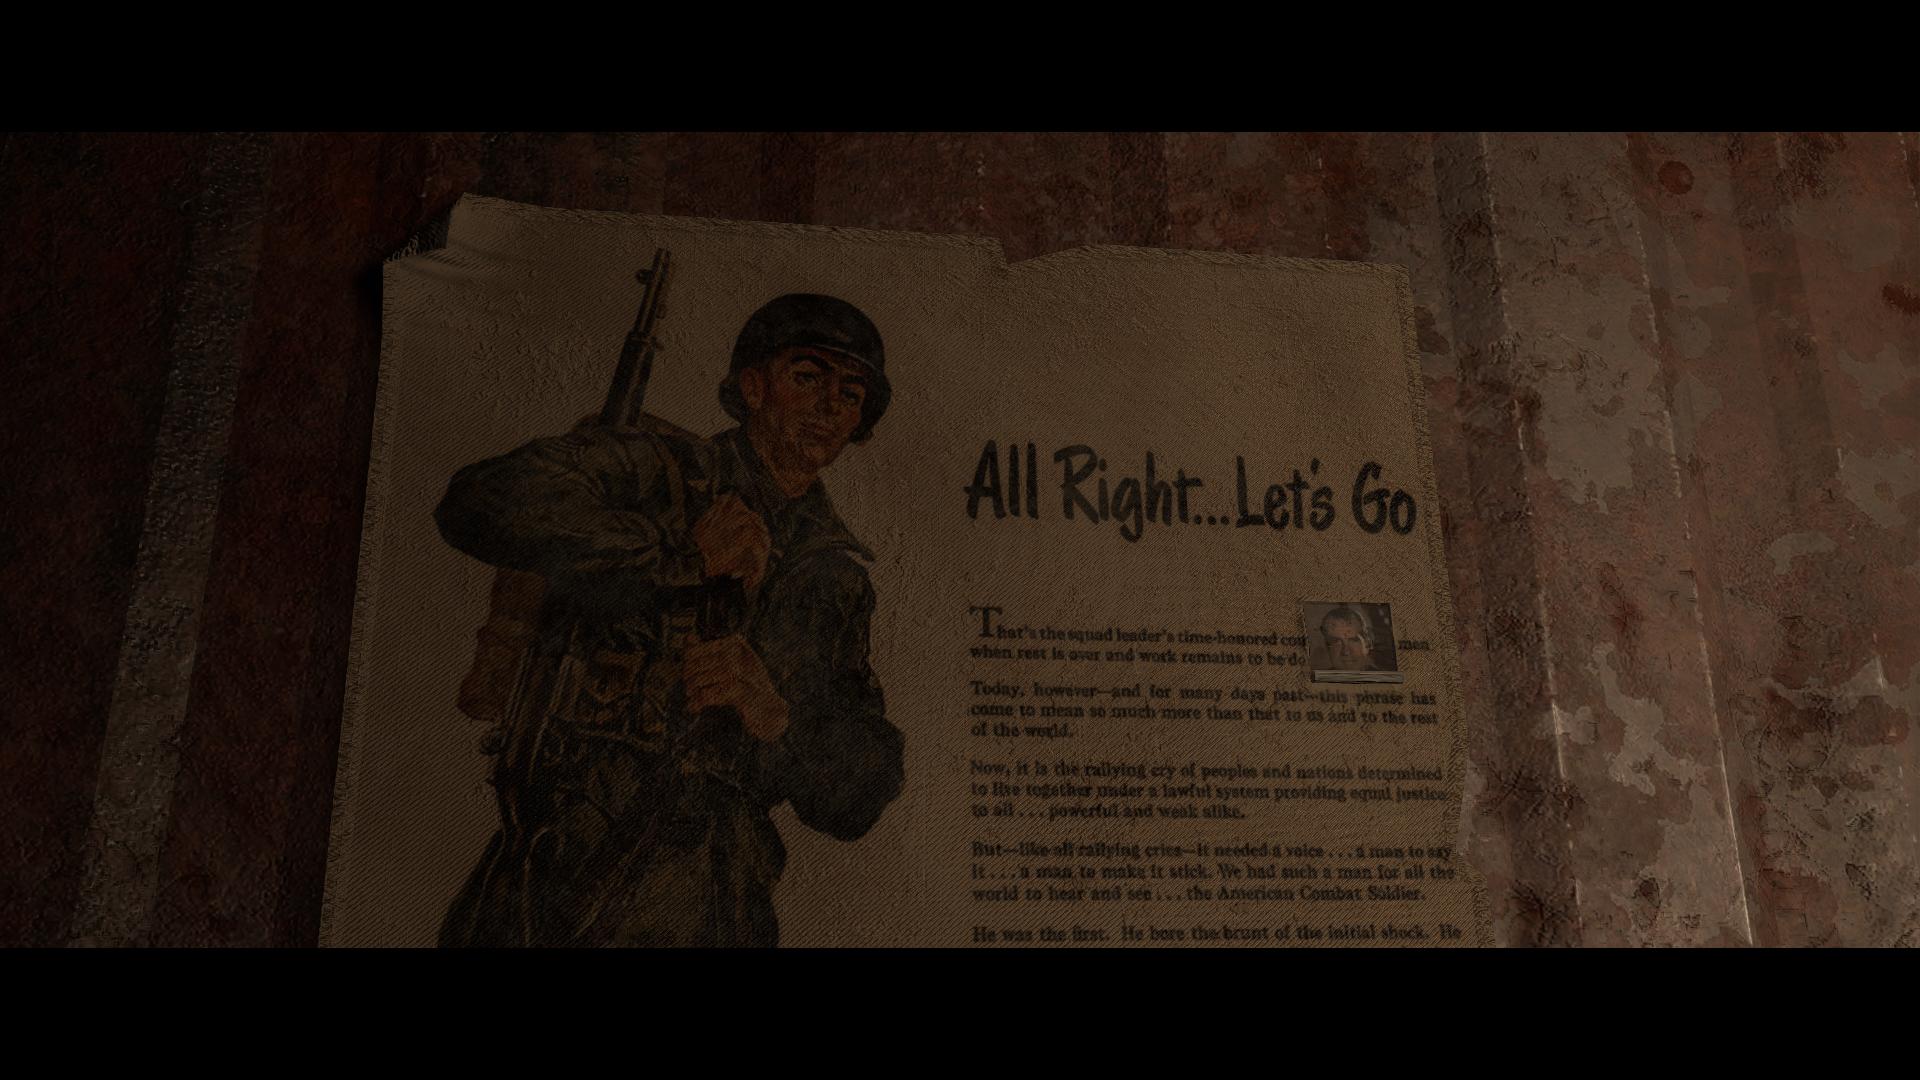 All Right...Let's Go
That's the squad leader's time-honored men
when rest is over and work remains to be
Today, however—and for many days past—this phrase has
come to mean so much more than that to us and to the rest
of the world.
Now, it is the rallying cry of peoples and nations determined
to live together under a lawful system providing equal justice
to all . . . powerful and weak alike.
But—like all rallying cries—it needed a voice . . . a man to say
it . . . a man to make it stick. We had such a man for all the
world to hear and see . . . the American Combat Soldier.
He was the first. He bore the brunt of the initial shock. He